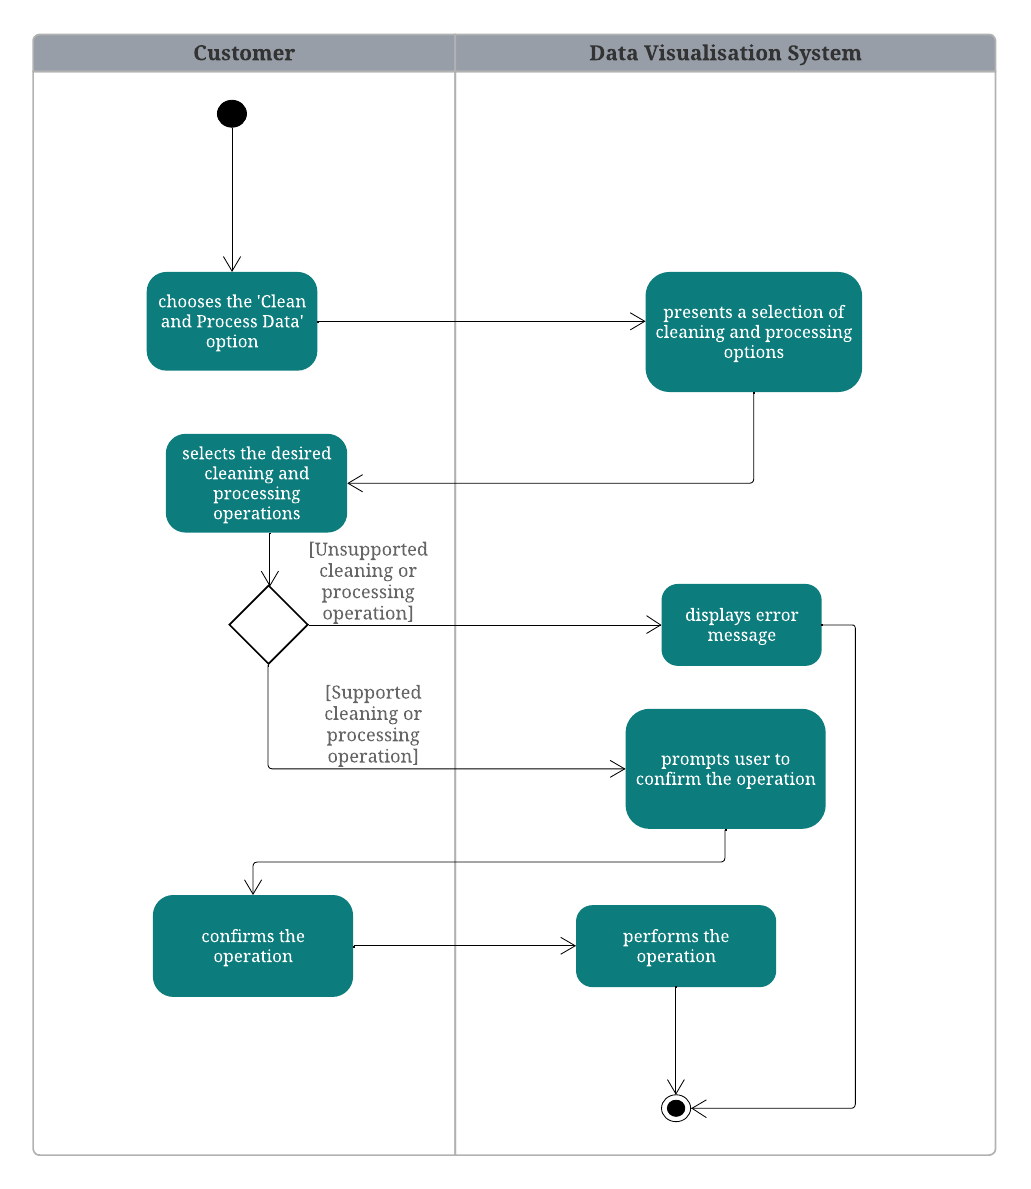 Customer
Data Visualisation System
chooses the 'Clean
and Process Data'
option
presents a selection of
cleaning and processing
options
selects the desired
cleaning and
processing
operations
[Unsupported
cleaning or
processing
operation]
displays error
message
[Supported
cleaning or
processing
operation]
prompts user to
confirm the operation
confirms the
operation
performs the
operation